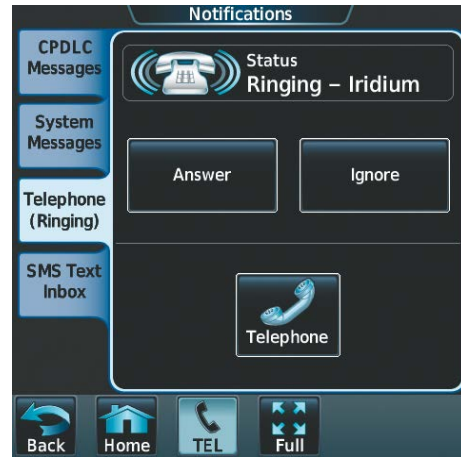 Notifications
CPDLC
Messages
System
Messages
Telephone
(Ringing)
SMS Text
Inbox
Status
Ringing – Iridium
Answer
Ignore
Telephone
Back
Home
TEL
Full